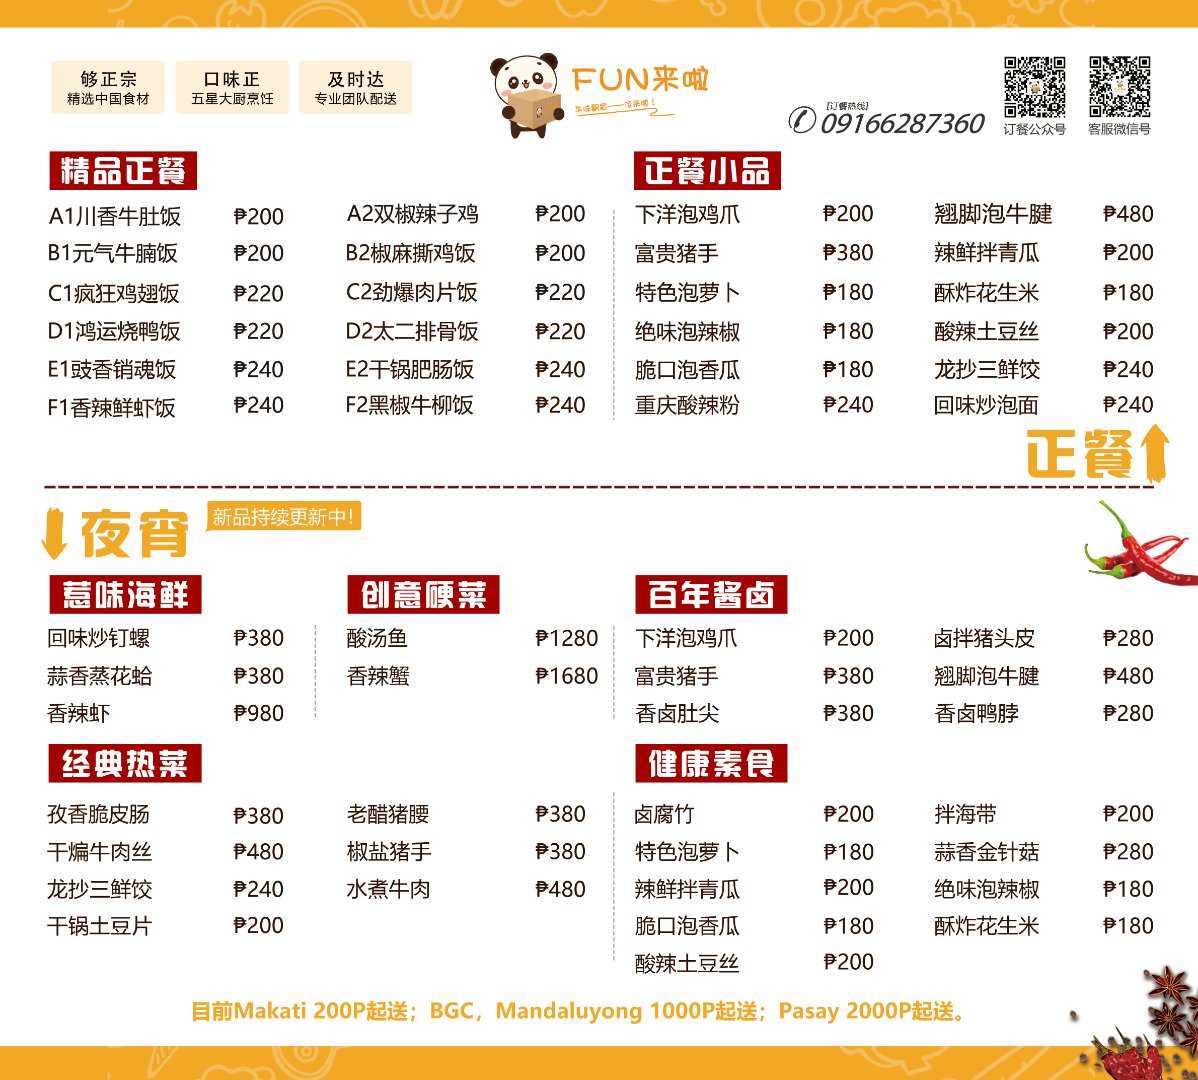 够正宗
精选中国食材
口味正
五星大厨烹饪
及时达
专业团队配送
FUN来啦
[订餐热线]
09166287360
订餐公众号
客服微信号
精品正餐
A1川香牛肚饭 ₱200 A2双椒辣子鸡 ₱200
B1元气牛腩饭 ₱200 B2椒麻撕鸡饭 ₱200
C1疯狂鸡翅饭 ₱220 C2劲爆肉片饭 ₱220
D1鸿运烧鸭饭 ₱220 D2太二排骨饭 ₱220
E1豉香销魂饭 ₱240 E2干锅肥肠饭 ₱240
F1香辣鲜虾饭 ₱240 F2黑椒牛柳饭 ₱240
正餐小品
下洋泡鸡爪 ₱200 翘脚泡牛腱 ₱480
富贵猪手 ₱380 辣鲜拌青瓜 ₱200
特色泡萝卜 ₱180 酥炸花生米 ₱180
绝味泡辣椒 ₱180 酸辣土豆丝 ₱200
脆口泡香瓜 ₱180 龙抄三鲜饺 ₱240
重庆酸辣粉 ₱240 回味炒泡面 ₱240
正餐
夜宵
新品持续更新中!
惹味海鲜
回味炒钉螺 ₱380
蒜香蒸花蛤 ₱380
香辣虾 ₱980
创意硬菜
酸汤鱼 ₱1280
香辣蟹 ₱1680
百年酱卤
下洋泡鸡爪 ₱200 卤拌猪头皮 ₱280
富贵猪手 ₱380 翘脚泡牛腱 ₱480
香卤肚尖 ₱380 香卤鸭脖 ₱280
经典热菜
孜香脆皮肠 ₱380 老醋猪腰 ₱380
干煸牛肉丝 ₱480 椒盐猪手 ₱380
龙抄三鲜饺 ₱240 水煮牛肉 ₱480
干锅土豆片 ₱200
健康素食
卤腐竹 ₱200 拌海带 ₱200
特色泡萝卜 ₱180 蒜香金针菇 ₱280
辣鲜拌青瓜 ₱200 绝味泡辣椒 ₱180
脆口泡香瓜 ₱180 酥炸花生米 ₱180
酸辣土豆丝 ₱200
目前Makati 200P起送；BGC，Mandaluyong 1000P起送；Pasay 2000P起送。